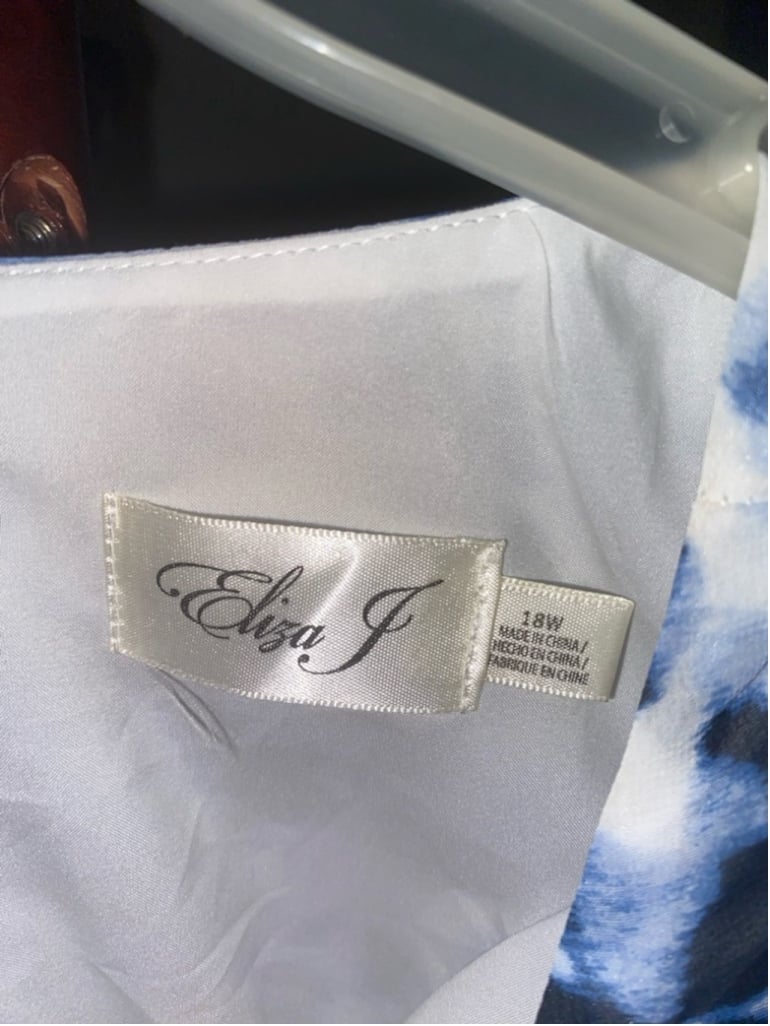 Eliza J
18W
MADE IN CHINA /
HECHO EN CHINA /
FABRIQUE EN CHINE